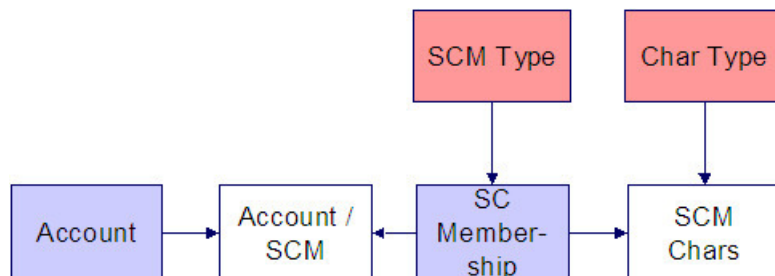 SCM Type
Char Type
Account
Account /
SCM
SC
Member-
ship
SCM
Chars